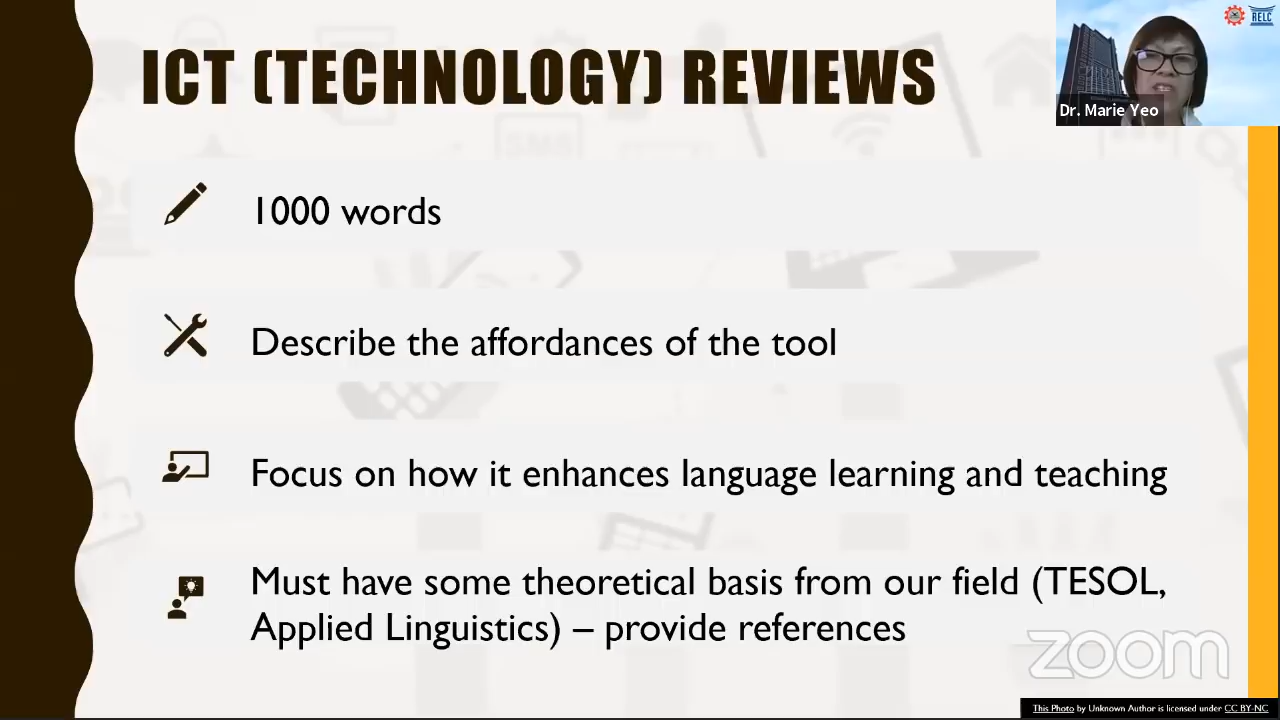 ICT (TECHNOLOGY) REVIEWS
RELC
Dr. Marie Yeo
1000 words
SMS
Describe the affordances of the tool
Focus on how it enhances language learning and teaching
Must have some theoretical basis from our field (TESOL,
Applied Linguistics) – provide references
zoom
This Photo by Unknown Author is licensed under CC BY-NC